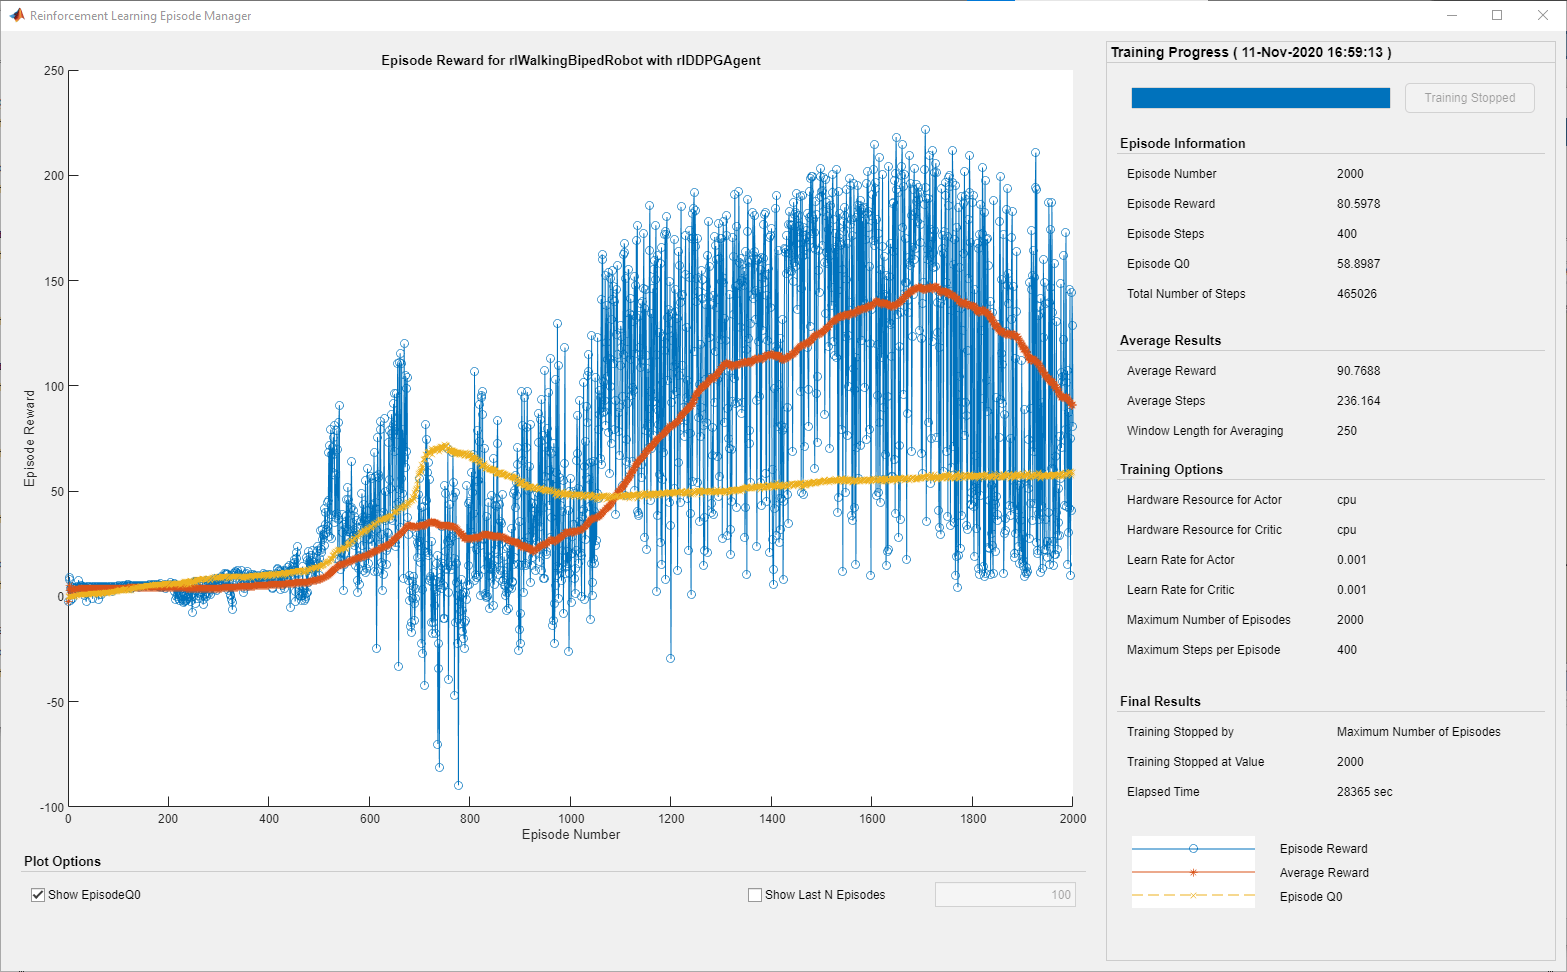 Reinforcement Learning Episode Manager
Episode Reward for rlWalkingBipedRobot with rlDDPGAgent
250
200
150
100
50
0
-50
-100
Episode Reward
0 200 400 600 800 1000 1200 1400 1600 1800 2000
Episode Number
Plot Options
Show EpisodeQ0
Show Last N Episodes 100
Training Progress ( 11-Nov-2020 16:59:13 )
Training Stopped
Episode Information
Episode Number 2000
Episode Reward 80.5978
Episode Steps 400
Episode Q0 58.8987
Total Number of Steps 465026
Average Results
Average Reward 90.7688
Average Steps 236.164
Window Length for Averaging 250
Training Options
Hardware Resource for Actor cpu
Hardware Resource for Critic cpu
Learn Rate for Actor 0.001
Learn Rate for Critic 0.001
Maximum Number of Episodes 2000
Maximum Steps per Episode 400
Final Results
Training Stopped by Maximum Number of Episodes
Training Stopped at Value 2000
Elapsed Time 28365 sec
Episode Reward
Average Reward
Episode Q0